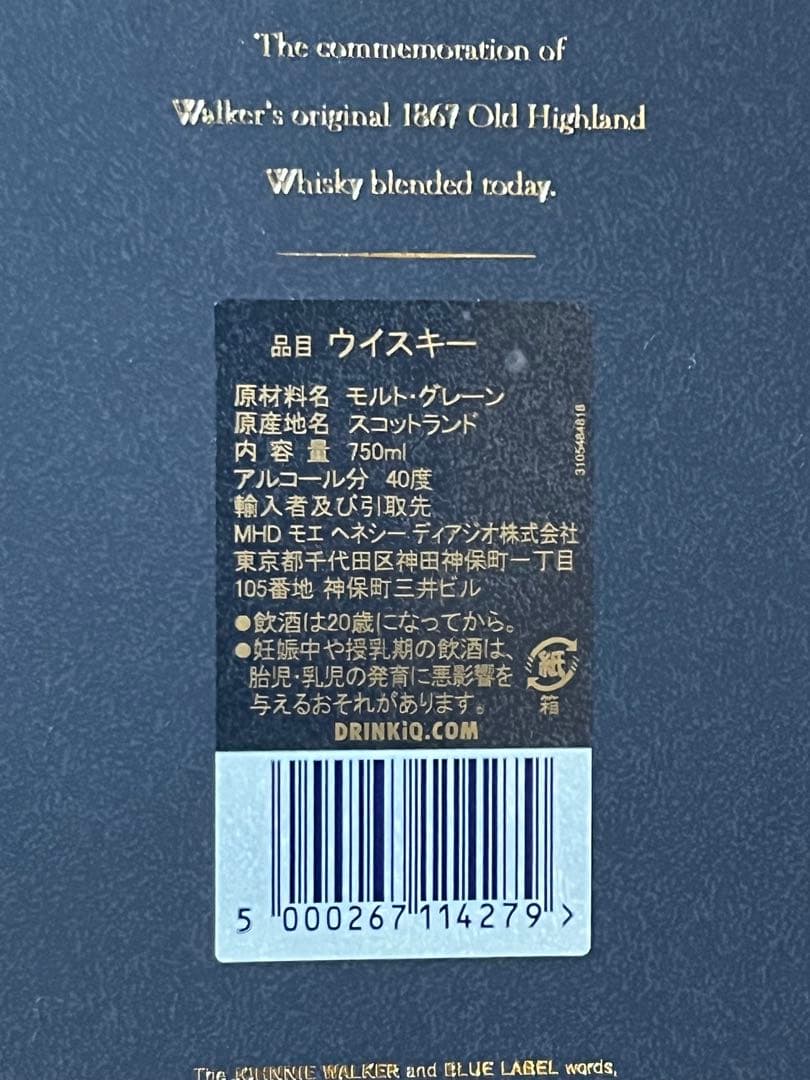 The commemoration of
Walker's original 1867 Old Highland
Whisky blended today.
品目 ウイスキー
原材料名 モルト・グレーン
原産地名 スコットランド
内容量 750ml
アルコール分 40度
輸入者及び引取先
MHD モエ ヘネシー ディアジオ株式会社
東京都千代田区神田神保町一丁目
105番地 神保町三井ビル
●飲酒は20歳になってから。
●妊娠中や授乳期の飲酒は、
胎児・乳児の発育に悪影響を
与えるおそれがあります。
紙
箱
DRINKiQ.COM
3105484818
5 000267 114279 >
The JOHNNIE WALKER and BLUE LABEL words,